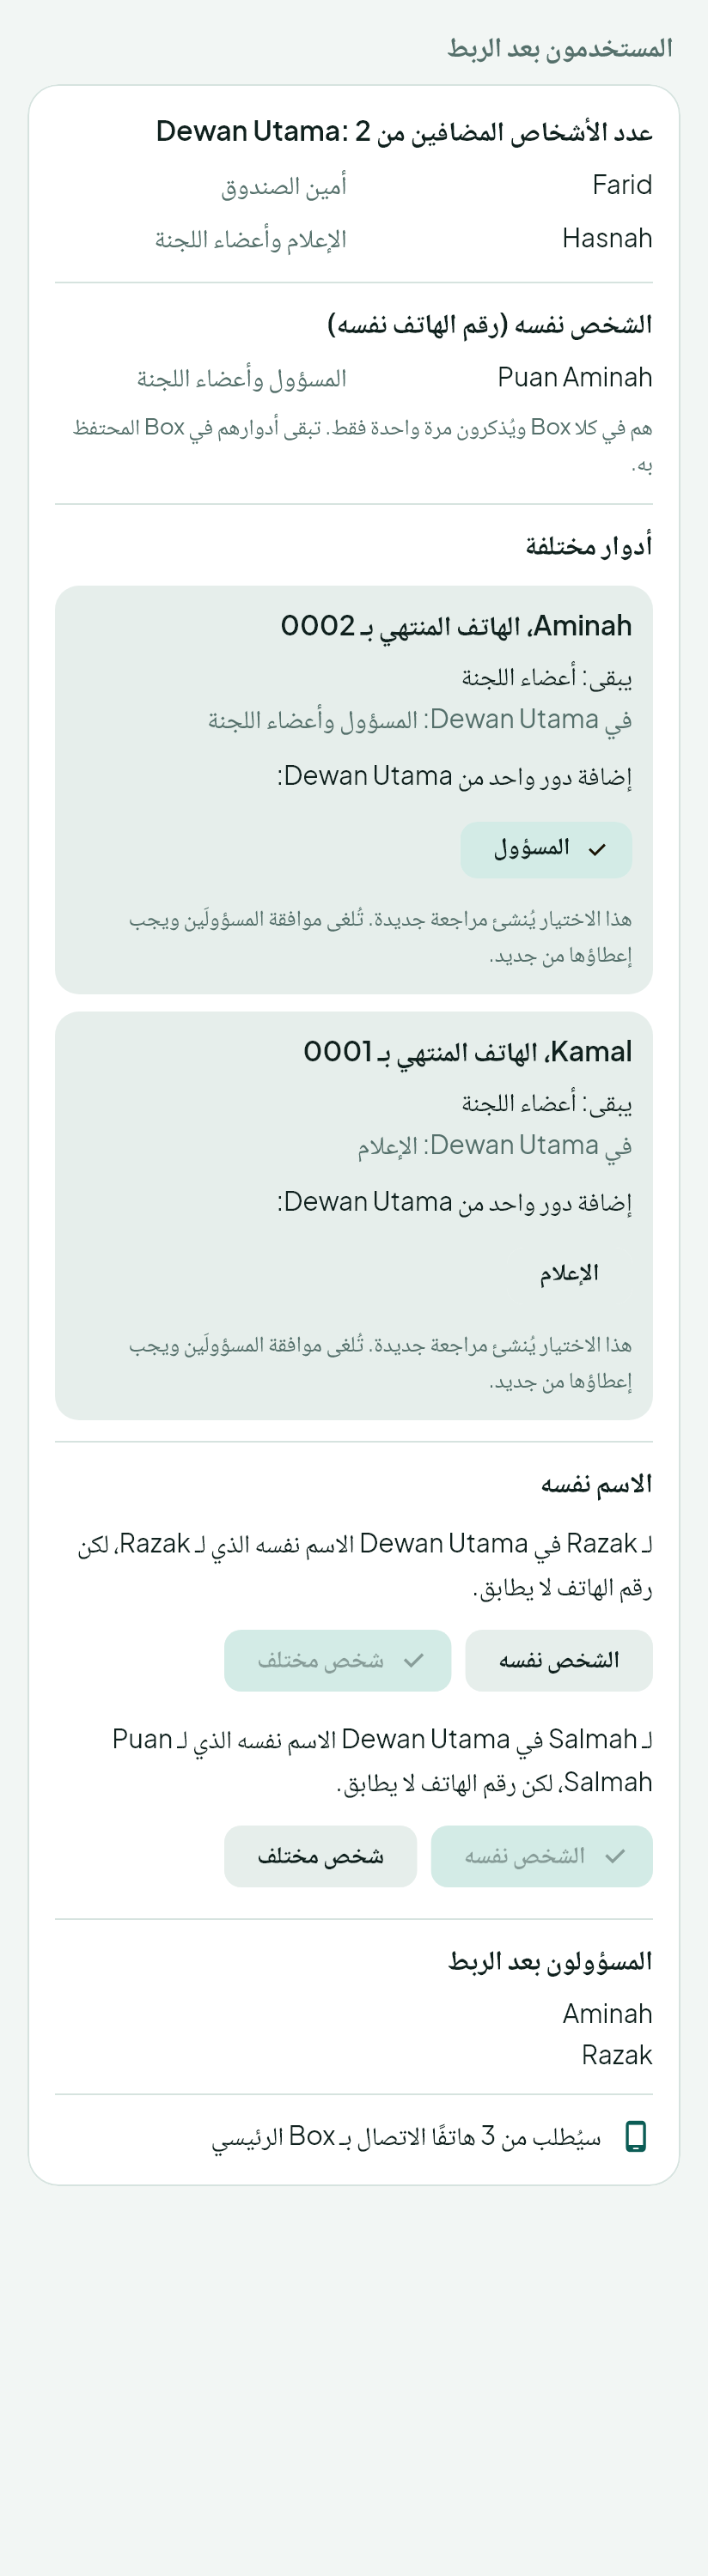 المستخدمون بعد الربط
عدد الأشخاص المضافين من Dewan Utama: 2
Farid أمين الصندوق
Hasnah الإعلام وأعضاء اللجنة
الشخص نفسه (رقم الهاتف نفسه)
Puan Aminah المسؤول وأعضاء اللجنة
هم في كلا Box ويُذكرون مرة واحدة فقط. تبقى أدوارهم في Box المحتفظ
به.
أدوار مختلفة
Aminah، الهاتف المنتهي بـ 0002
يبقى: أعضاء اللجنة
في Dewan Utama: المسؤول وأعضاء اللجنة
إضافة دور واحد من Dewan Utama:
المسؤول
هذا الاختيار يُنشئ مراجعة جديدة. تُلغى موافقة المسؤولَين ويجب
إعطاؤها من جديد.
Kamal، الهاتف المنتهي بـ 0001
يبقى: أعضاء اللجنة
في Dewan Utama: الإعلام
إضافة دور واحد من Dewan Utama:
الإعلام
هذا الاختيار يُنشئ مراجعة جديدة. تُلغى موافقة المسؤولَين ويجب
إعطاؤها من جديد.
الاسم نفسه
لـ Razak في Dewan Utama الاسم نفسه الذي لـ Razak، لكن
رقم الهاتف لا يطابق.
الشخص نفسه شخص مختلف
لـ Salmah في Dewan Utama الاسم نفسه الذي لـ Puan
Salmah، لكن رقم الهاتف لا يطابق.
الشخص نفسه شخص مختلف
المسؤولون بعد الربط
Aminah
Razak
سيُطلب من 3 هاتفًا الاتصال بـ Box الرئيسي